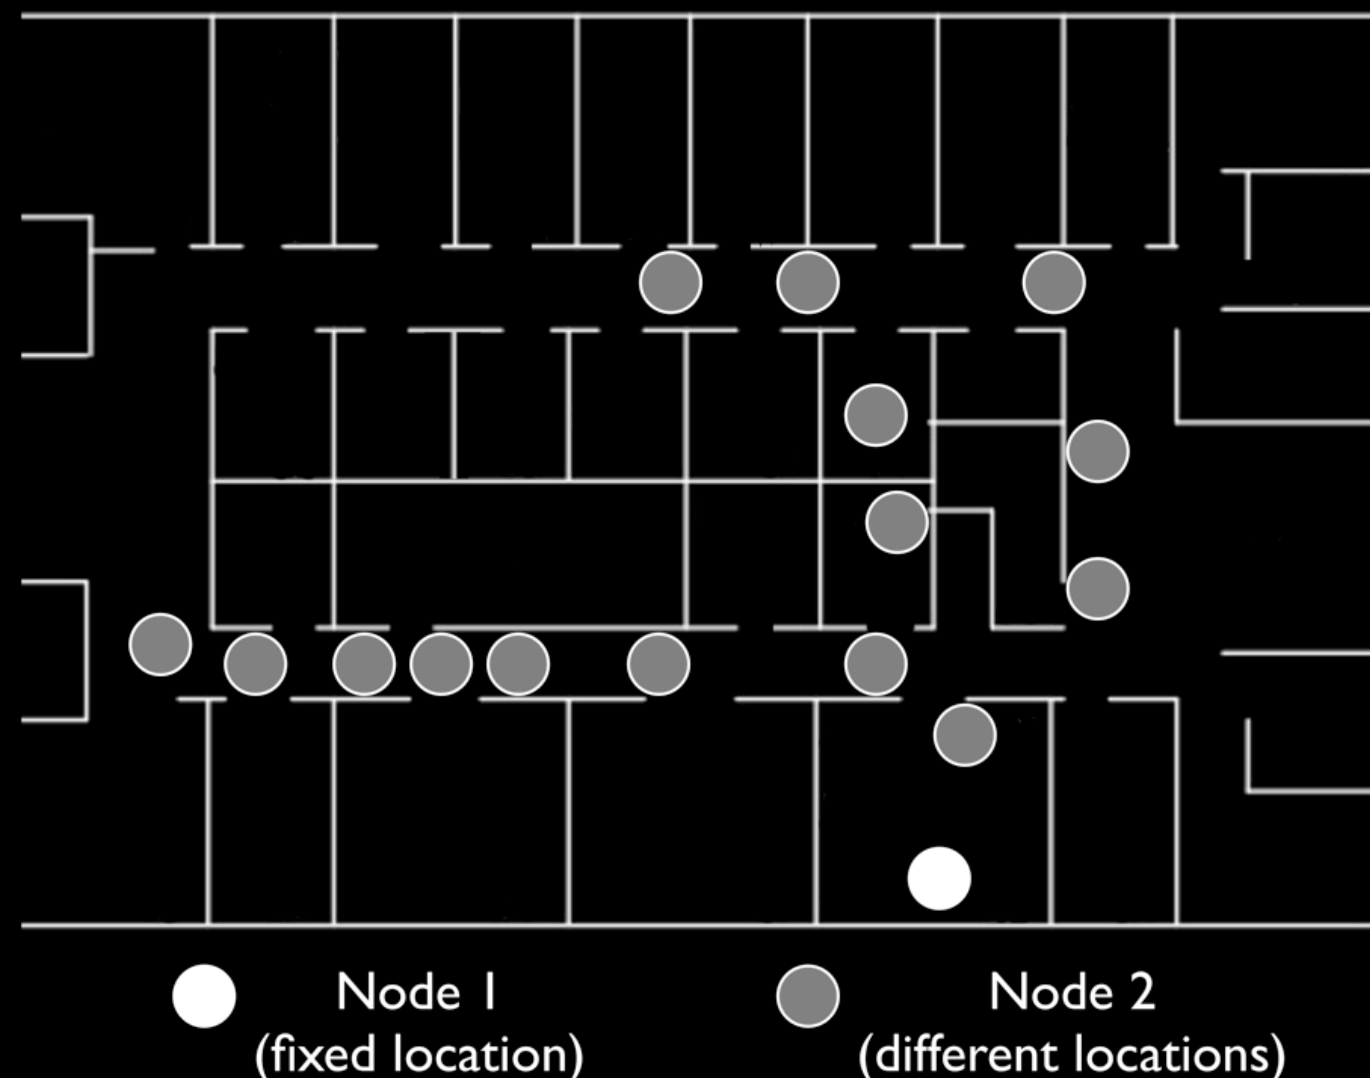 Node 1
(fixed location)
Node 2
(different locations)